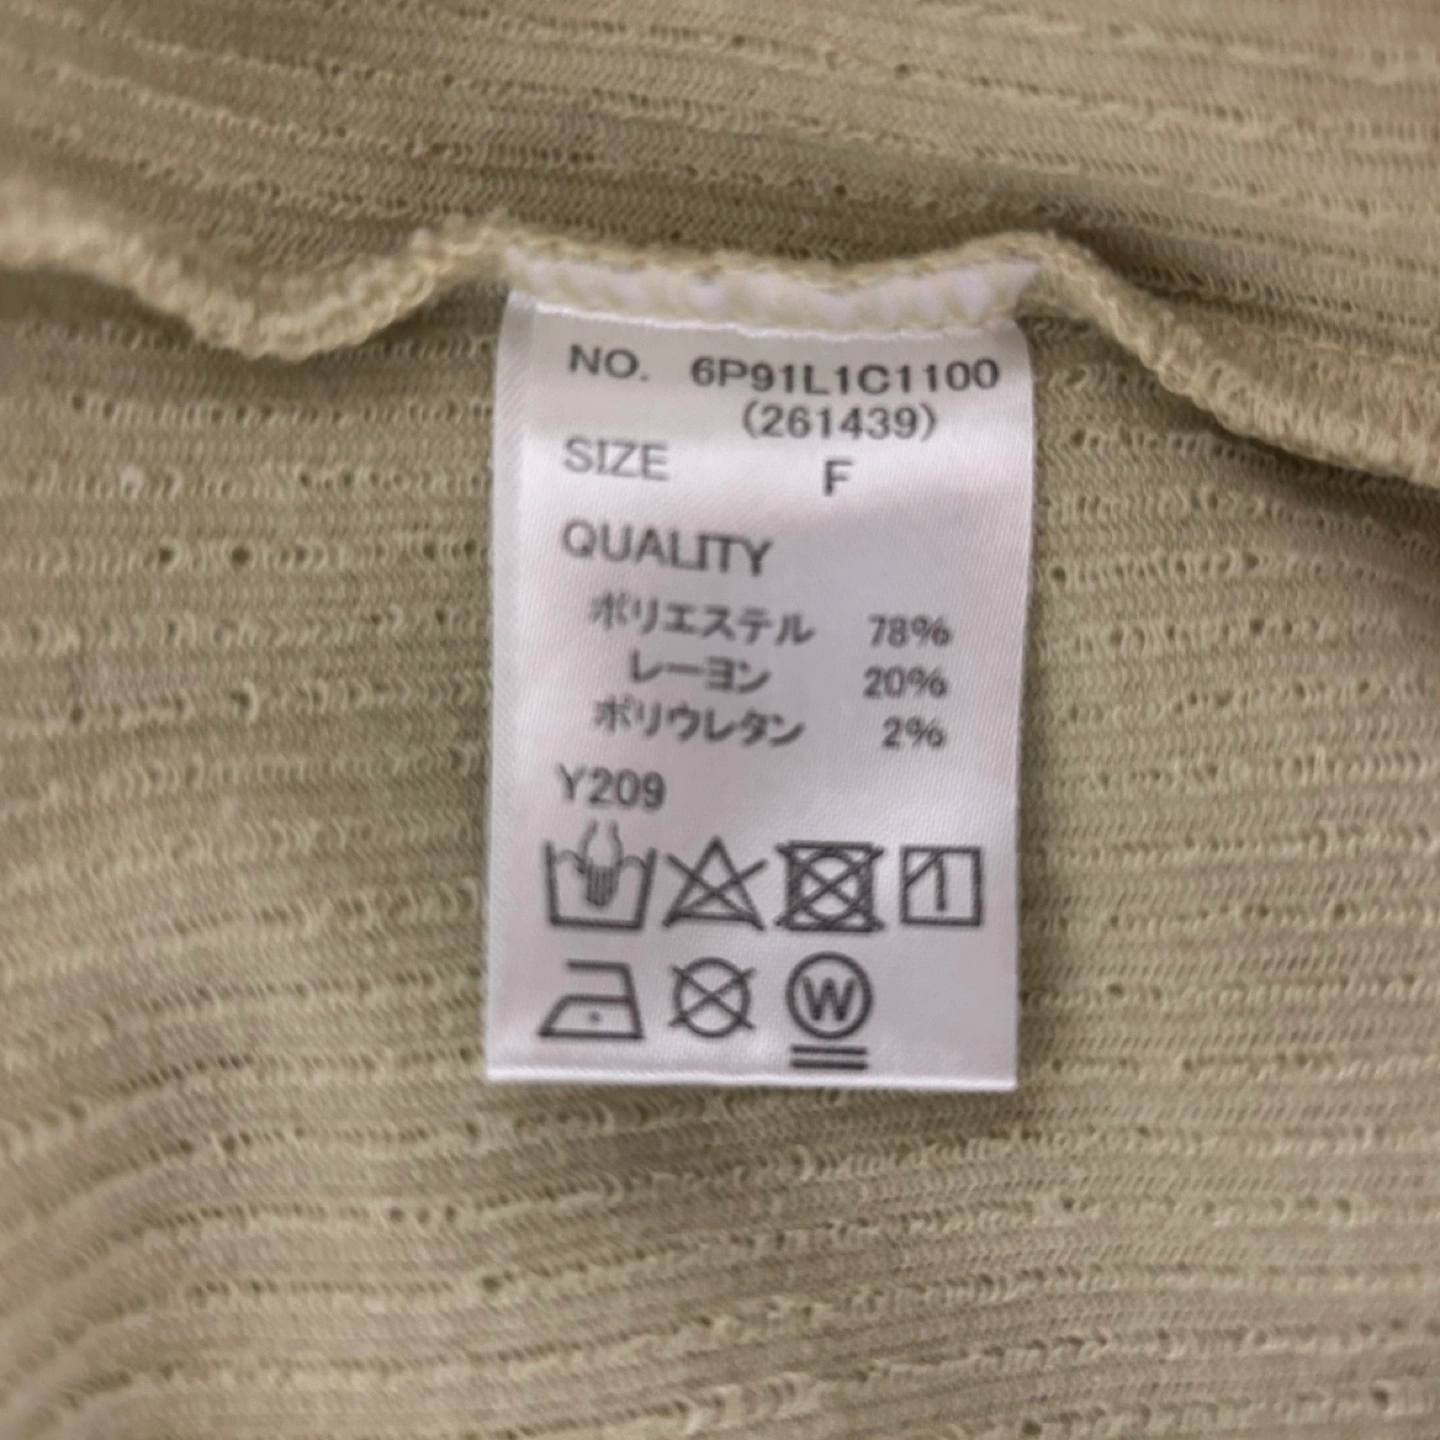 NO. 6P91L1C1100
(261439)
SIZE F
QUALITY
ポリエステル 78%
レーヨン 20%
ポリウレタン 2%
Y209
W